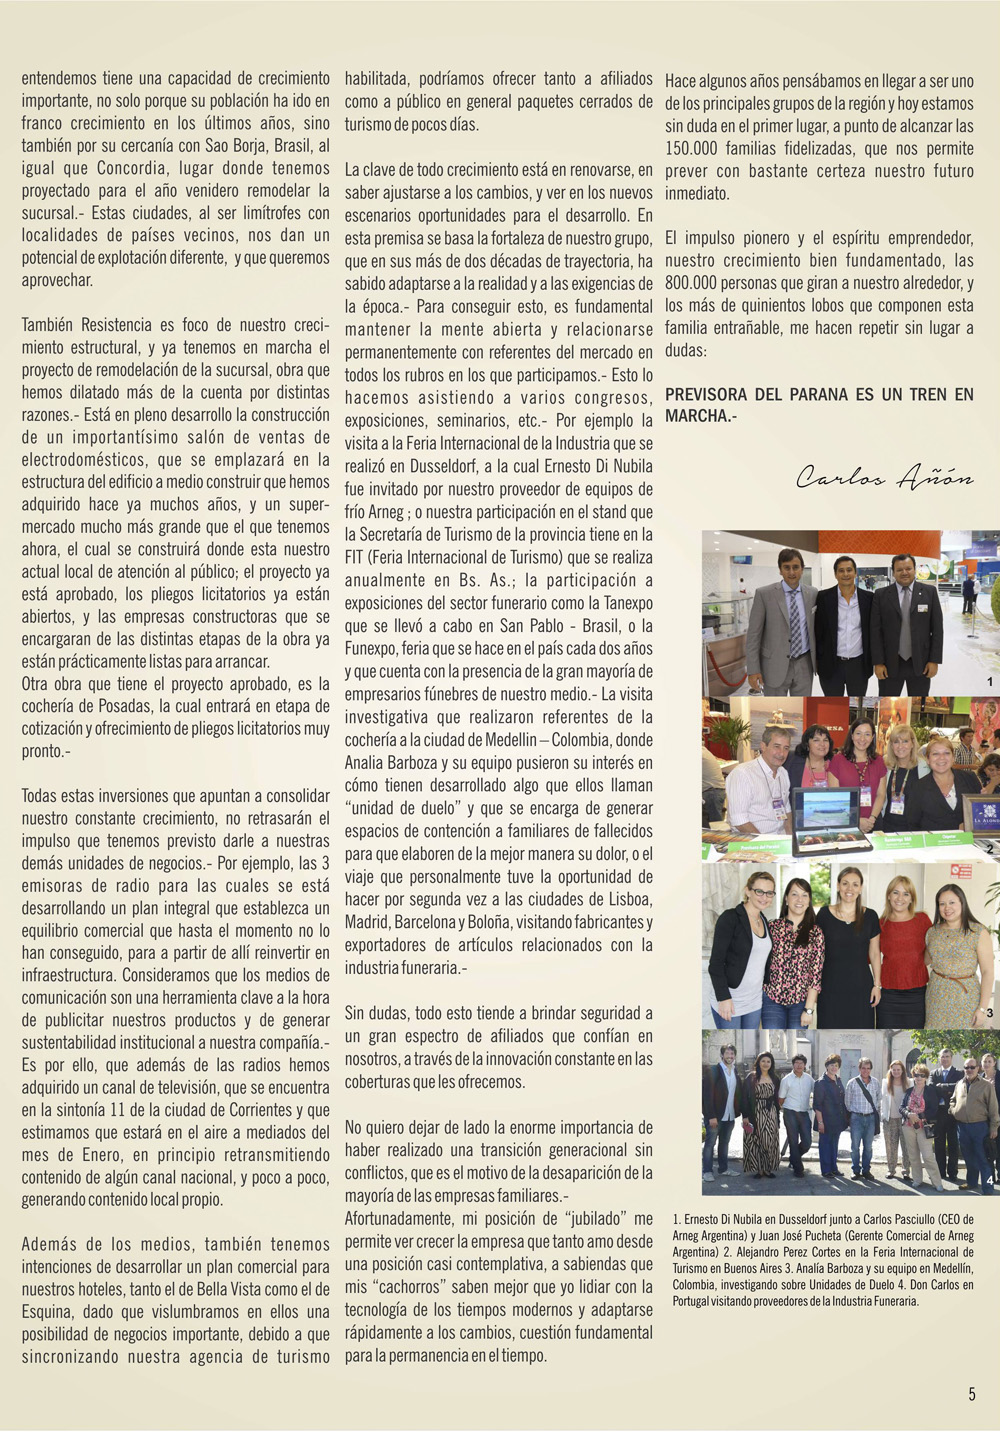 entendemos tiene una capacidad de crecimiento
importante, no solo porque su población ha ido en
franco crecimiento en los últimos años, sino
también por su cercanía con Sao Borja, Brasil, al
igual que Concordia, lugar donde tenemos
proyectado para el año venidero remodelar la
sucursal.- Estas ciudades, al ser limítrofes con
localidades de países vecinos, nos dan un
potencial de explotación diferente, y que queremos
aprovechar.
También Resistencia es foco de nuestro creci-
miento estructural, y ya tenemos en marcha el
proyecto de remodelación de la sucursal, obra que
hemos dilatado más de la cuenta por distintas
razones.- Está en pleno desarrollo la construcción
de un importantísimo salón de ventas de
electrodomésticos, que se emplazará en la
estructura del edificio a medio construir que hemos
adquirido hace ya muchos años, y un super-
mercado mucho más grande que el que tenemos
ahora, el cual se construirá donde esta nuestro
actual local de atención al público; el proyecto ya
está aprobado, los pliegos licitatorios ya están
abiertos, y las empresas constructoras que se
encargaran de las distintas etapas de la obra ya
están prácticamente listas para arrancar.
Otra obra que tiene el proyecto aprobado, es la
cochería de Posadas, la cual entrará en etapa de
cotización y ofrecimiento de pliegos licitatorios muy
pronto.-
Todas estas inversiones que apuntan a consolidar
nuestro constante crecimiento, no retrasarán el
impulso que tenemos previsto darle a nuestras
demás unidades de negocios.- Por ejemplo, las 3
emisoras de radio para las cuales se está
desarrollando un plan integral que establezca un
equilibrio comercial que hasta el momento no lo
han conseguido, para a partir de allí reinvertir en
infraestructura. Consideramos que los medios de
comunicación son una herramienta clave a la hora
de publicitar nuestros productos y de generar
sustentabilidad institucional a nuestra compañía.-
Es por ello, que además de las radios hemos
adquirido un canal de televisión, que se encuentra
en la sintonía 11 de la ciudad de Corrientes y que
estimamos que estará en el aire a mediados del
mes de Enero, en principio retransmitiendo
contenido de algún canal nacional, y poco a poco,
generando contenido local propio.
Además de los medios, también tenemos
intenciones de desarrollar un plan comercial para
nuestros hoteles, tanto el de Bella Vista como el de
Esquina, dado que vislumbramos en ellos una
posibilidad de negocios importante, debido a que
sincronizando nuestra agencia de turismo
habilitada, podríamos ofrecer tanto a afiliados
como a público en general paquetes cerrados de
turismo de pocos días.
La clave de todo crecimiento está en renovarse, en
saber ajustarse a los cambios, y ver en los nuevos
escenarios oportunidades para el desarrollo. En
esta premisa se basa la fortaleza de nuestro grupo,
que en sus más de dos décadas de trayectoria, ha
sabido adaptarse a la realidad y a las exigencias de
la época.- Para conseguir esto, es fundamental
mantener la mente abierta y relacionarse
permanentemente con referentes del mercado en
todos los rubros en los que participamos.- Esto lo
hacemos asistiendo a varios congresos,
exposiciones, seminarios, etc.- Por ejemplo la
visita a la Feria Internacional de la Industria que se
realizó en Dusseldorf, a la cual Ernesto Di Nubila
fue invitado por nuestro proveedor de equipos de
frío Arneg ; o nuestra participación en el stand que
la Secretaría de Turismo de la provincia tiene en la
FIT (Feria Internacional de Turismo) que se realiza
anualmente en Bs. As.; la participación a
exposiciones del sector funerario como la Tanexpo
que se llevó a cabo en San Pablo - Brasil, o la
Funexpo, feria que se hace en el país cada dos años
y que cuenta con la presencia de la gran mayoría de
empresarios fúnebres de nuestro medio.- La visita
investigativa que realizaron referentes de la
cochería a la ciudad de Medellin – Colombia, donde
Analia Barboza y su equipo pusieron su interés en
cómo tienen desarrollado algo que ellos llaman
“unidad de duelo” y que se encarga de generar
espacios de contención a familiares de fallecidos
para que elaboren de la mejor manera su dolor, o el
viaje que personalmente tuve la oportunidad de
hacer por segunda vez a las ciudades de Lisboa,
Madrid, Barcelona y Boloña, visitando fabricantes y
exportadores de artículos relacionados con la
industria funeraria.-
Sin dudas, todo esto tiende a brindar seguridad a
un gran espectro de afiliados que confían en
nosotros, a través de la innovación constante en las
coberturas que les ofrecemos.
No quiero dejar de lado la enorme importancia de
haber realizado una transición generacional sin
conflictos, que es el motivo de la desaparición de la
mayoría de las empresas familiares.-
Afortunadamente, mi posición de “jubilado” me
permite ver crecer la empresa que tanto amo desde
una posición casi contemplativa, a sabiendas que
mis “cachorros” saben mejor que yo lidiar con la
tecnología de los tiempos modernos y adaptarse
rápidamente a los cambios, cuestión fundamental
para la permanencia en el tiempo.
Hace algunos años pensábamos en llegar a ser uno
de los principales grupos de la región y hoy estamos
sin duda en el primer lugar, a punto de alcanzar las
150.000 familias fidelizadas, que nos permite
prever con bastante certeza nuestro futuro
inmediato.
El impulso pionero y el espíritu emprendedor,
nuestro crecimiento bien fundamentado, las
800.000 personas que giran a nuestro alrededor, y
los más de quinientos lobos que componen esta
familia entrañable, me hacen repetir sin lugar a
dudas:
PREVISORA DEL PARANA ES UN TREN EN
MARCHA.-
Carlos Añón
1
2
3
4
1. Ernesto Di Nubila en Dusseldorf junto a Carlos Pasciullo (CEO de
Arneg Argentina) y Juan José Pucheta (Gerente Comercial de Arneg
Argentina) 2. Alejandro Perez Cortes en la Feria Internacional de
Turismo en Buenos Aires 3. Analía Barboza y su equipo en Medellín,
Colombia, investigando sobre Unidades de Duelo 4. Don Carlos en
Portugal visitando proveedores de la Industria Funeraria.
5